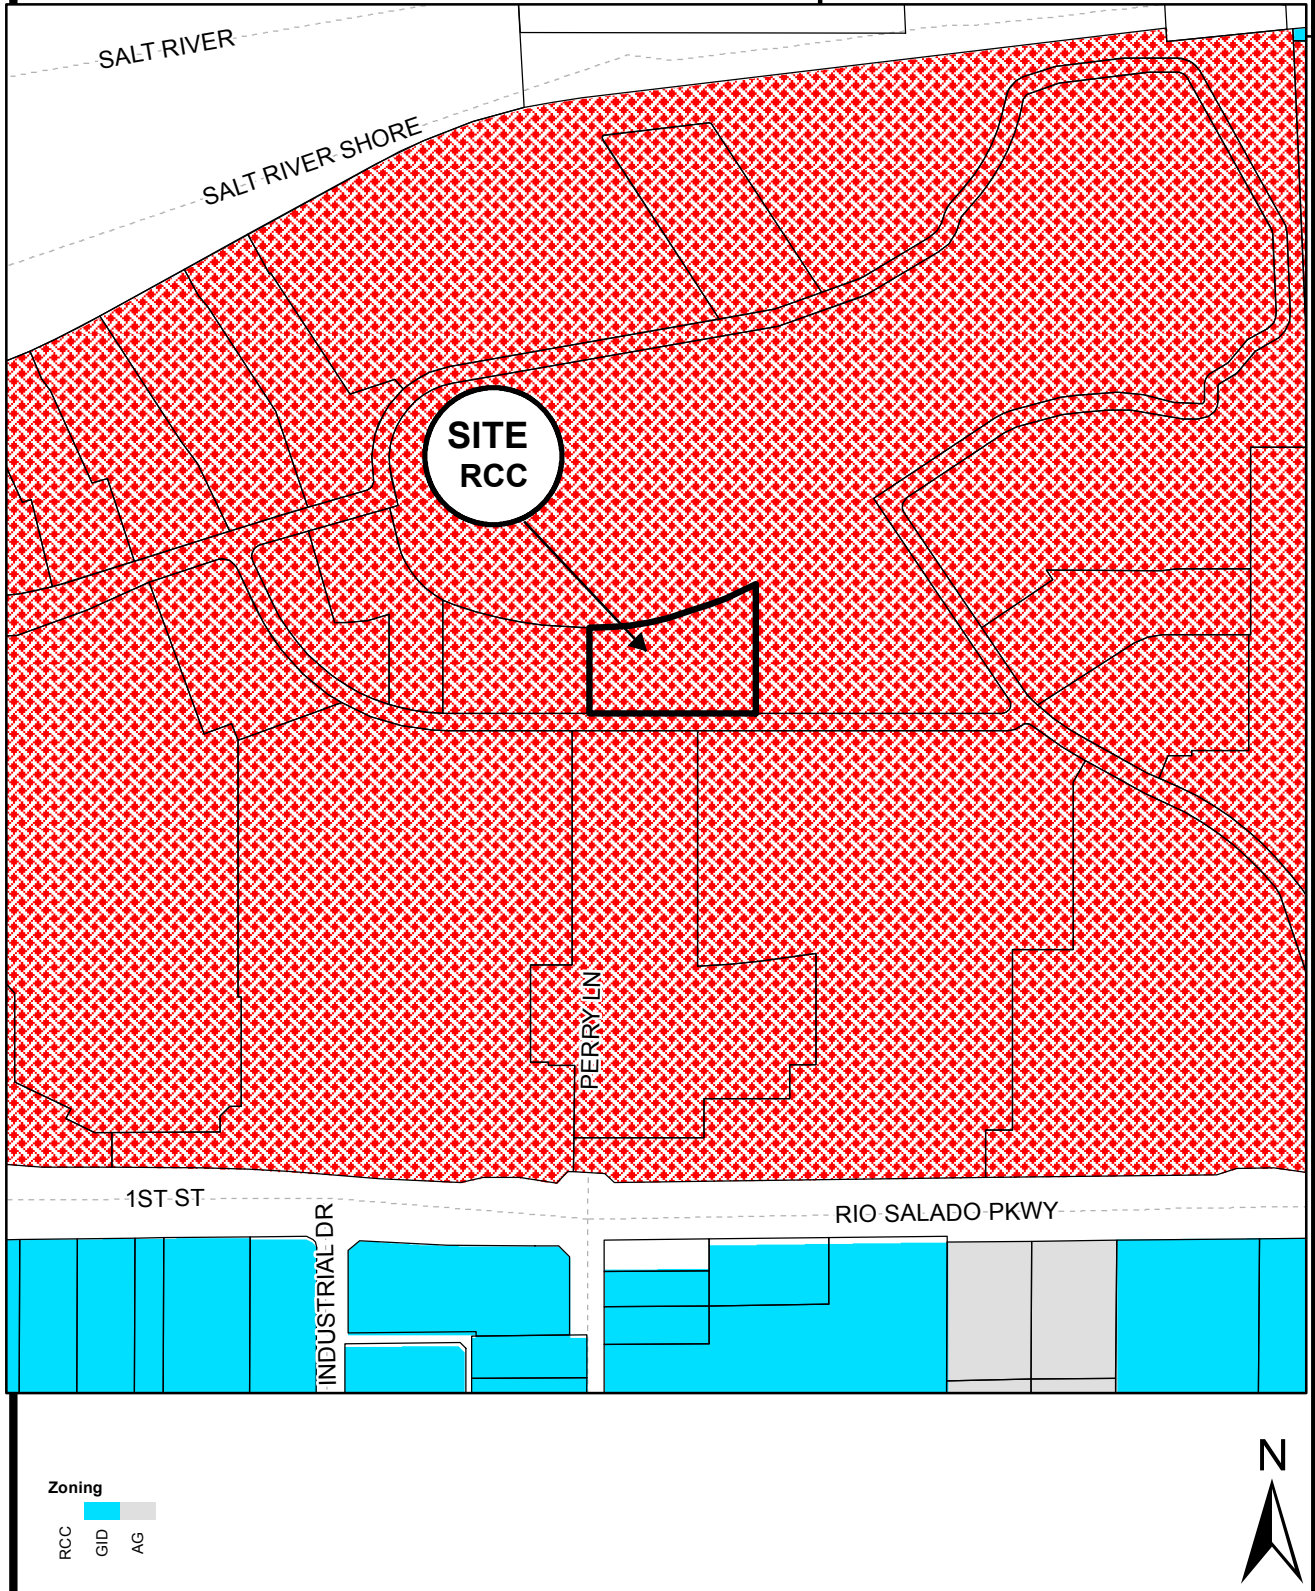 SALT RIVER
SALT RIVER SHORE
SITE
RCC
PERRY LN
1ST ST
RIO SALADO PKWY
INDUSTRIAL DR
N
Zoning
RCC
GID
AG